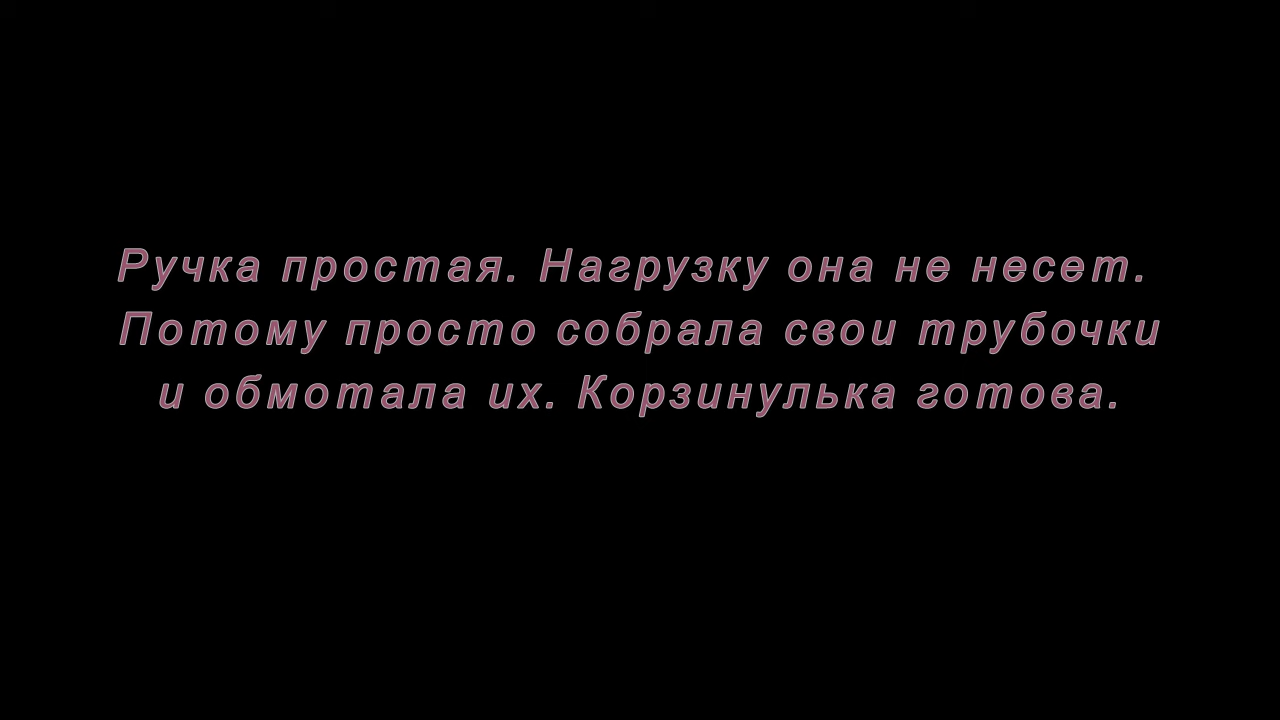 Ручка простая. Нагрузку она не несет.
Потому просто собрала свои трубочки
и обмотала их. Корзинулька готова.